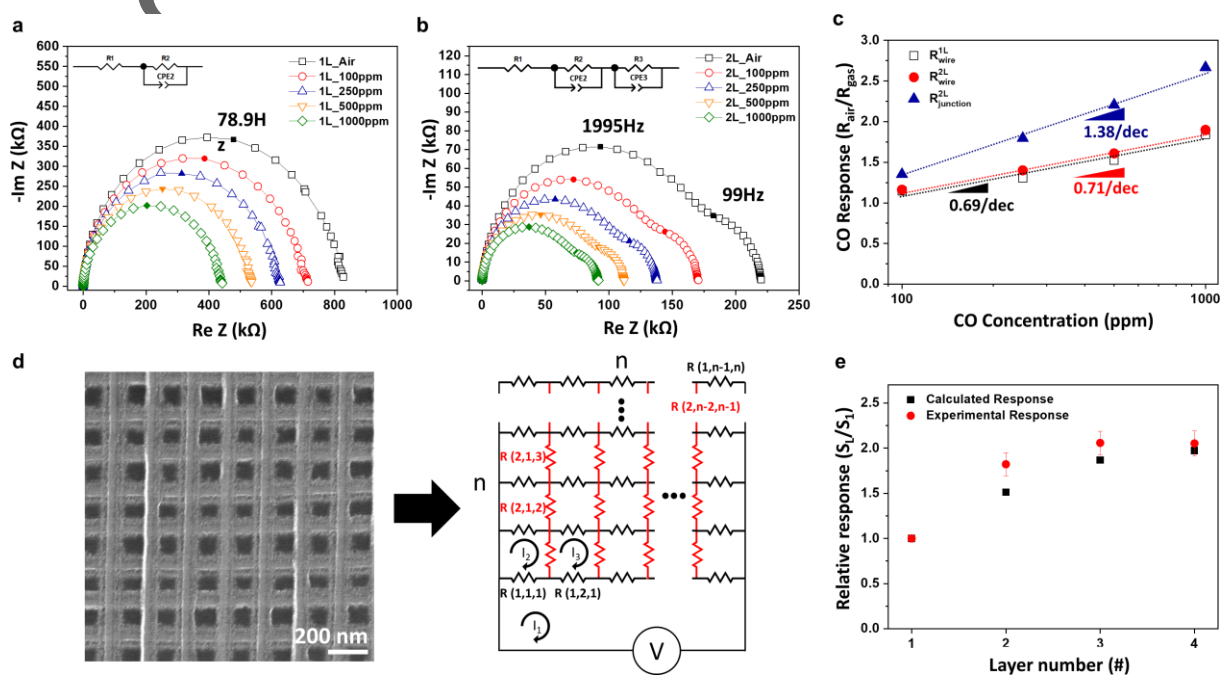 a
600
550
500
450
400
350
300
250
200
150
100
50
0
-Im Z (kΩ)
R1
R2
CPE2
1L_Air
1L_100ppm
1L_250ppm
1L_500ppm
1L_1000ppm
78.9H
z
0
200
400
600
800
1000
Re Z (kΩ)
b
120
110
100
90
80
70
60
50
40
30
20
10
0
-Im Z (kΩ)
R1
R2
R3
CPE2
CPE3
2L_Air
2L_100ppm
2L_250ppm
2L_500ppm
2L_1000ppm
1995Hz
99Hz
0
50
100
150
200
250
Re Z (kΩ)
c
3.0
2.5
2.0
1.5
1.0
0.5
0.0
CO Response (Rair/Rgas)
R1Lwire
R2Lwire
R2Ljunction
1.38/dec
0.71/dec
0.69/dec
100
1000
CO Concentration (ppm)
d
200 nm
n
R (1,n-1,n)
R (2,n-2,n-1)
R (2,1,3)
n
R (2,1,2)
I2
I3
R (1,1,1)
R (1,2,1)
I1
V
e
2.5
2.0
1.5
1.0
0.5
0.0
Relative response (SL/S1)
Calculated Response
Experimental Response
1
2
3
4
Layer number (#)